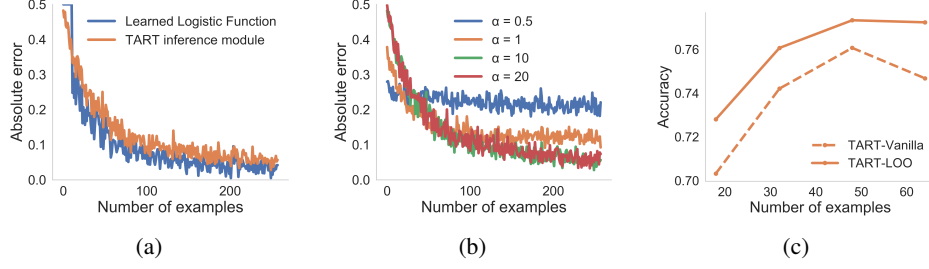 0.5
0.4
0.3
0.2
0.1
0.0
Absolute error
Learned Logistic Function
TART inference module
0 100 200
Number of examples
(a)
0.5
0.4
0.3
0.2
0.1
0.0
Absolute error
α = 0.5
α = 1
α = 10
α = 20
0 100 200
Number of examples
(b)
0.76
0.74
0.72
0.70
Accuracy
TART-Vanilla
TART-LOO
20 30 40 50 60
Number of examples
(c)